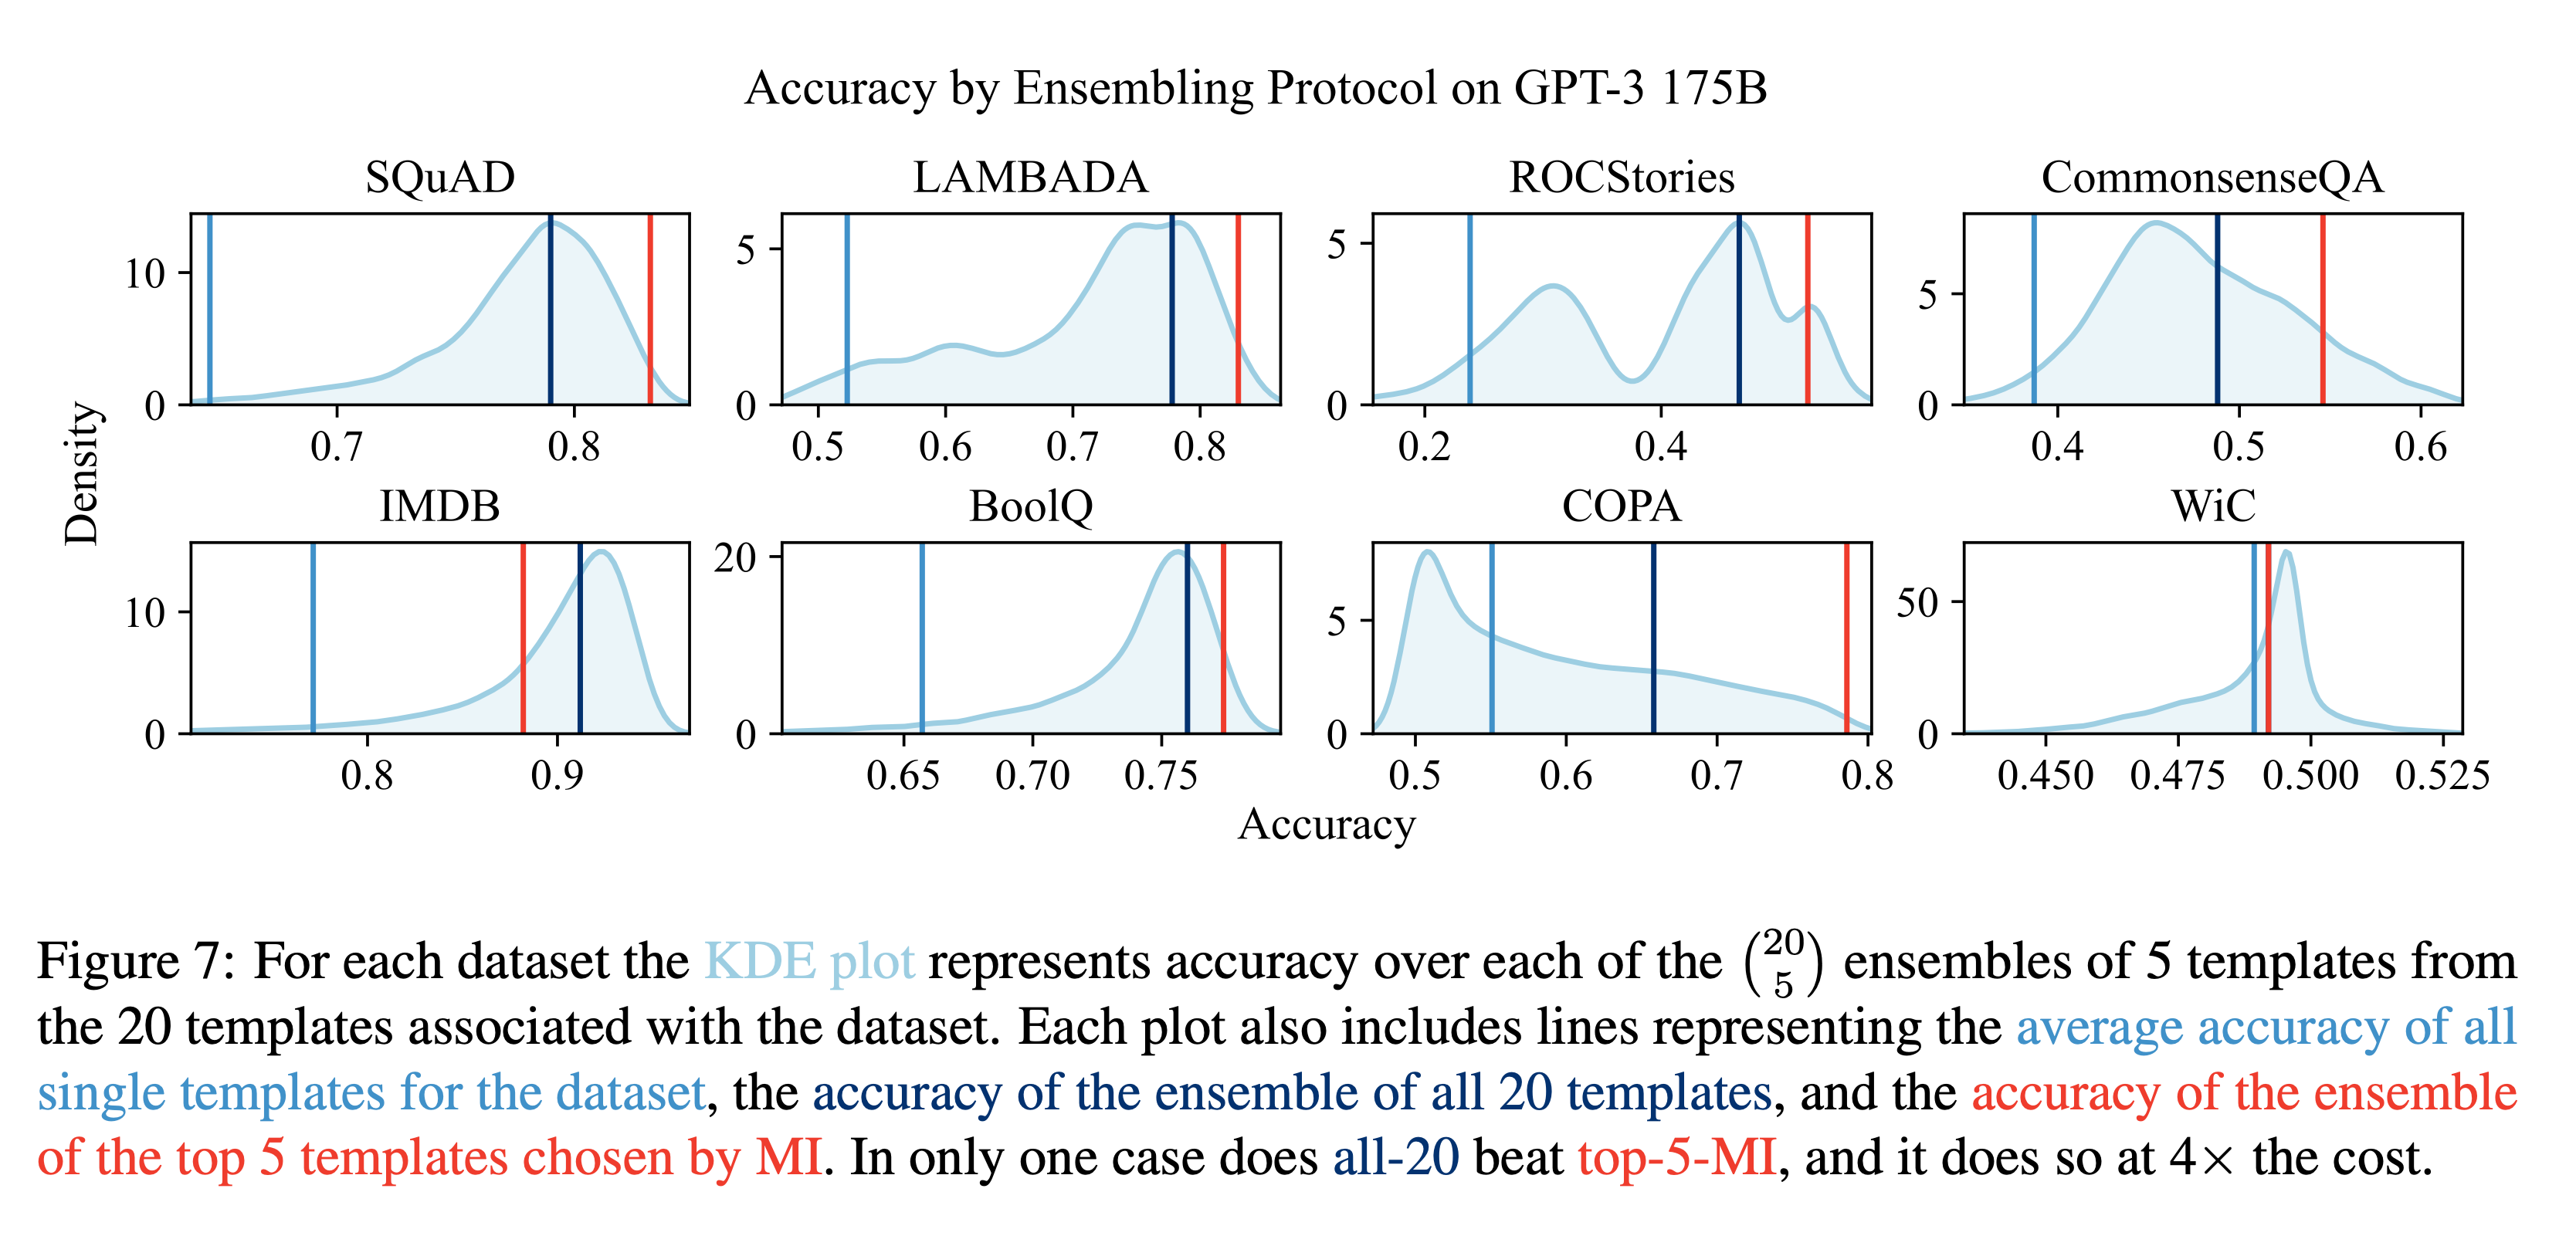 Accuracy by Ensembling Protocol on GPT-3 175B
SQuAD
LAMBADA
ROCStories
CommonsenseQA
10
0
0.7 0.8
5
0
0.5 0.6 0.7 0.8
5
0
0.2 0.4
5
0
0.4 0.5 0.6
Density
IMDB
BoolQ
COPA
WiC
10
0
0.8 0.9
20
0
0.65 0.70 0.75
5
0
0.5 0.6 0.7 0.8
50
0
0.450 0.475 0.500 0.525
Accuracy
Figure 7: For each dataset the KDE plot represents accuracy over each of the (20 5) ensembles of 5 templates from
the 20 templates associated with the dataset. Each plot also includes lines representing the average accuracy of all
single templates for the dataset, the accuracy of the ensemble of all 20 templates, and the accuracy of the ensemble
of the top 5 templates chosen by MI. In only one case does all-20 beat top-5-MI, and it does so at 4× the cost.